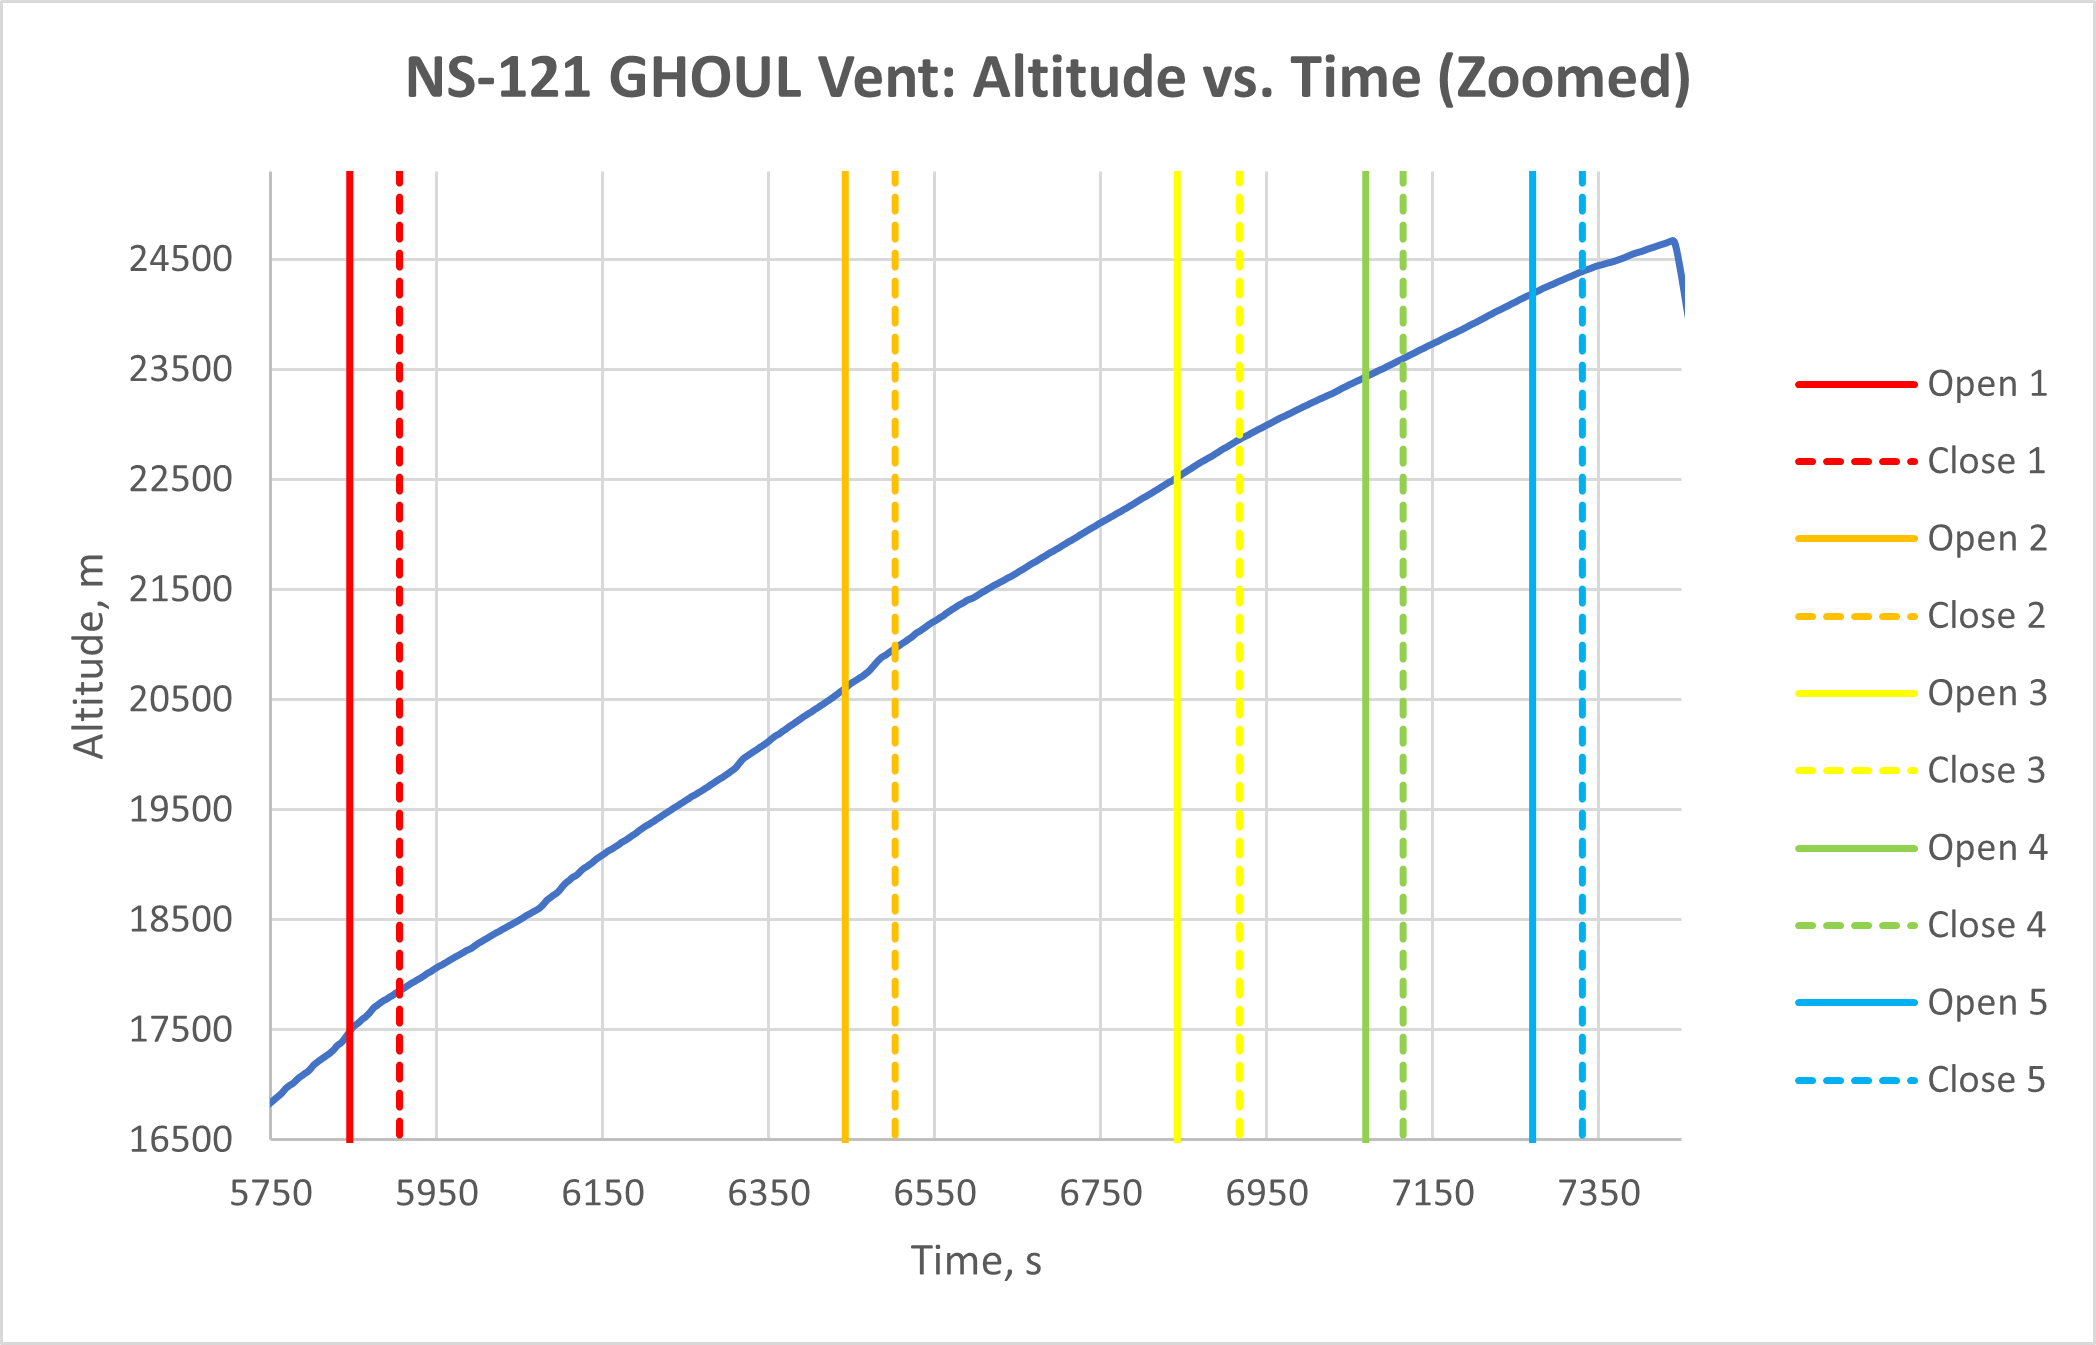 NS-121 GHOUL Vent: Altitude vs. Time (Zoomed)
Altitude, m
24500
23500
22500
21500
20500
19500
18500
17500
16500
5750 5950 6150 6350 6550 6750 6950 7150 7350
Time, s
Open 1
Close 1
Open 2
Close 2
Open 3
Close 3
Open 4
Close 4
Open 5
Close 5